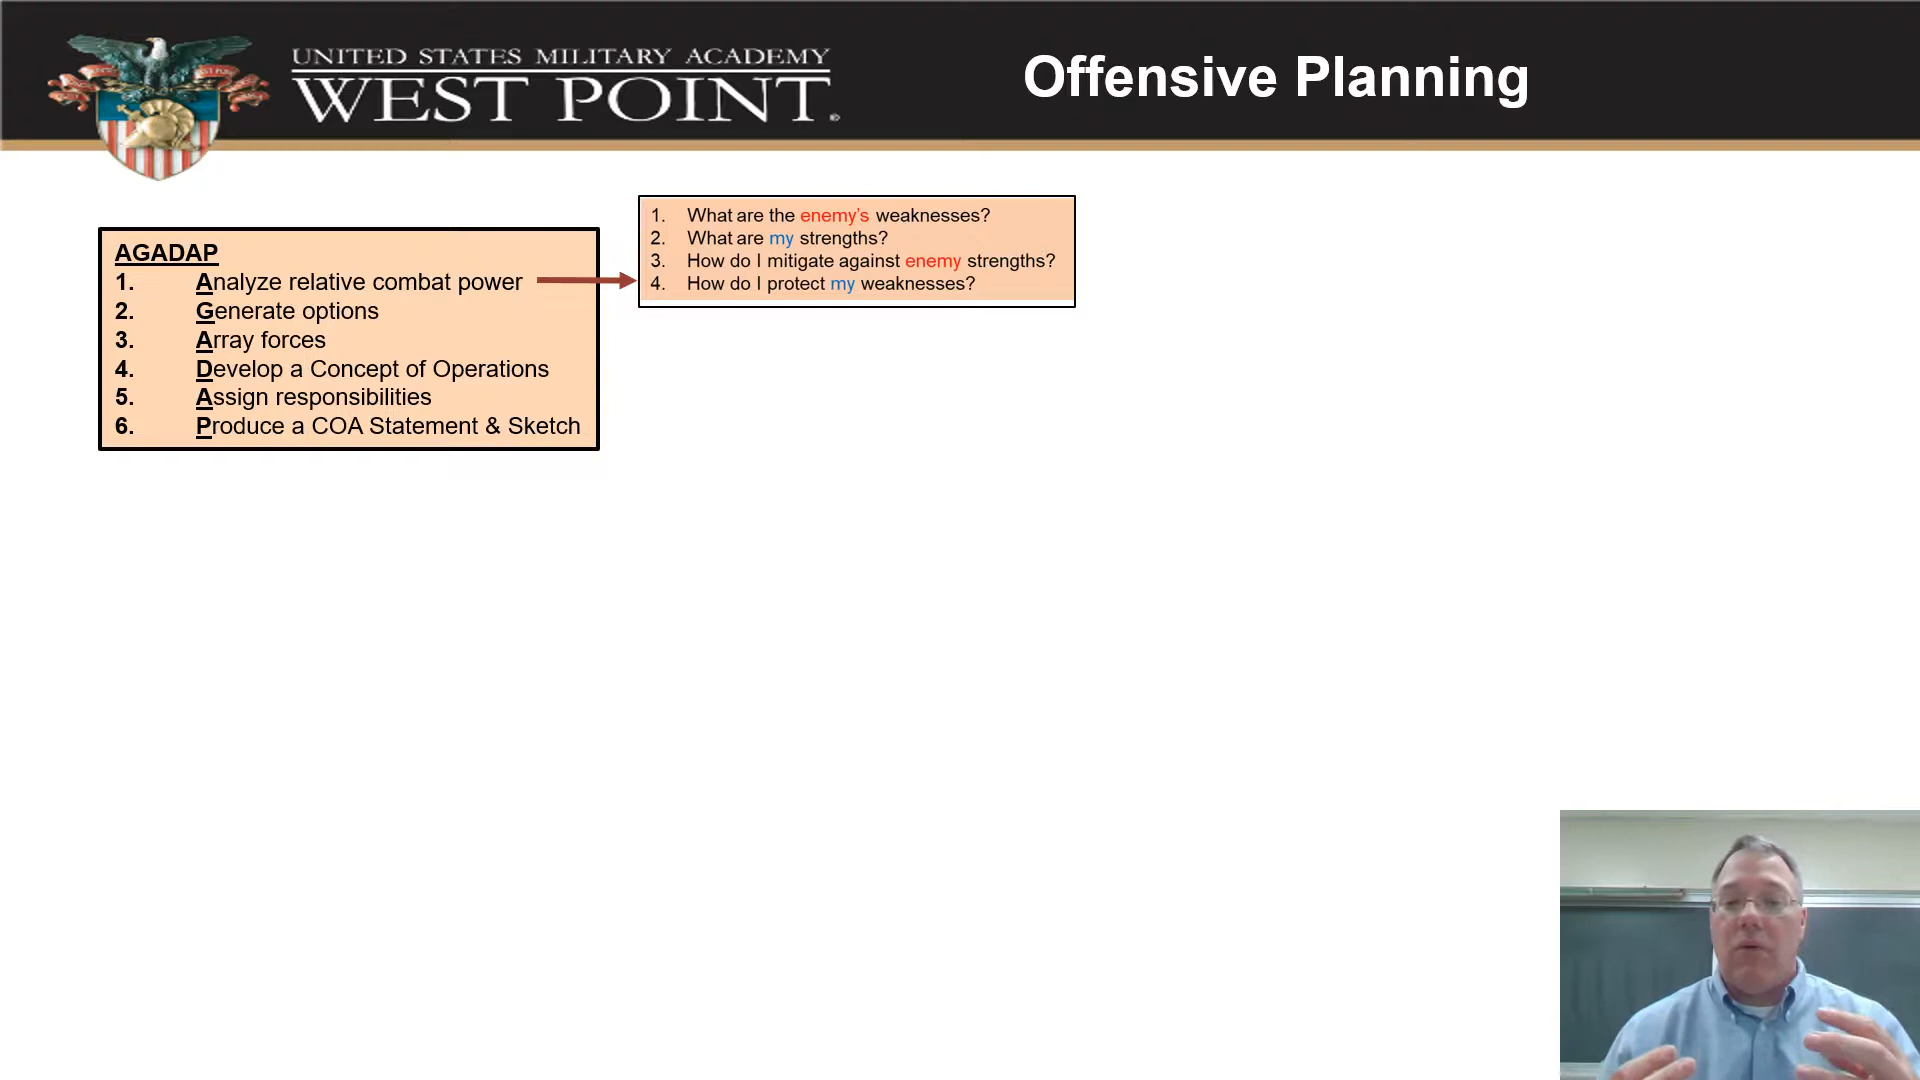 UNITED STATES MILITARY ACADEMY
WEST POINT®
Offensive Planning
AGADAP
1. Analyze relative combat power
2. Generate options
3. Array forces
4. Develop a Concept of Operations
5. Assign responsibilities
6. Produce a COA Statement & Sketch
1. What are the enemy’s weaknesses?
2. What are my strengths?
3. How do I mitigate against enemy strengths?
4. How do I protect my weaknesses?